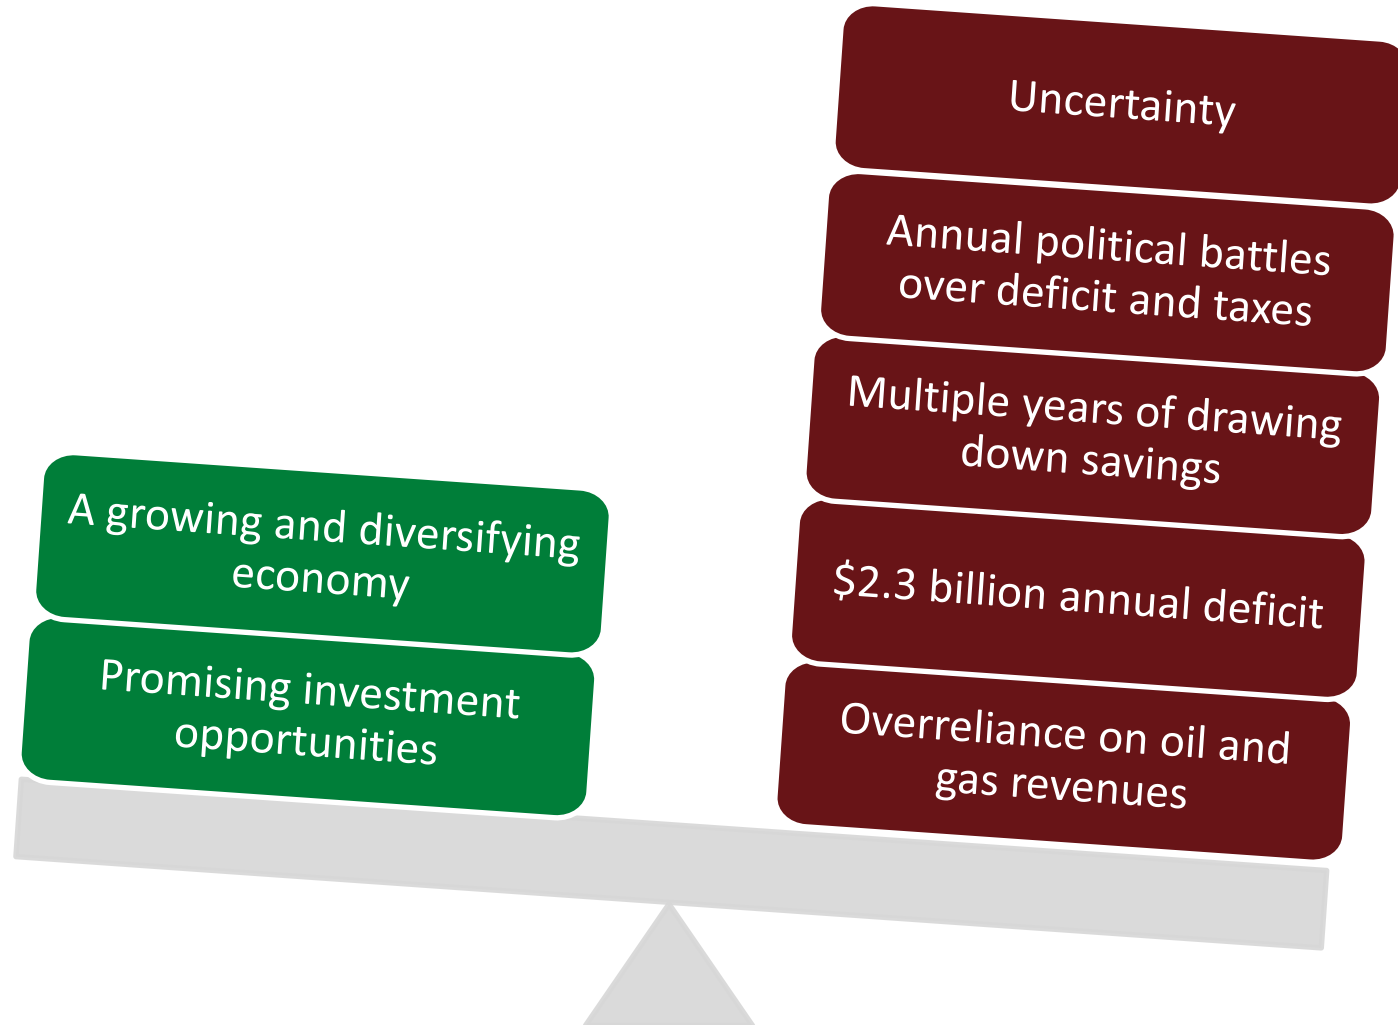 A growing and diversifying
economy
Promising investment
opportunities
Uncertainty
Annual political battles
over deficit and taxes
Multiple years of drawing
down savings
$2.3 billion annual deficit
Overreliance on oil and
gas revenues